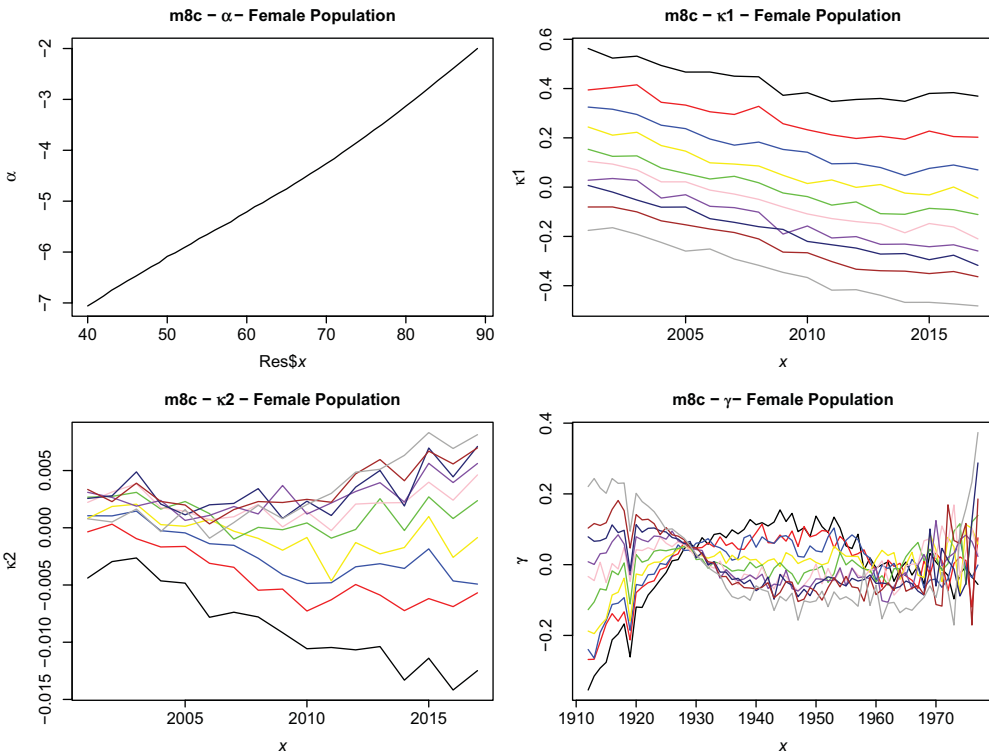 m8c − α− Female Population
α
−2
−3
−4
−5
−6
−7
40 50 60 70 80 90
Res$x
m8c − κ1 − Female Population
κ1
0.6
0.4
0.2
0.0
−0.2
−0.4
2005 2010 2015
x
m8c − κ2 − Female Population
κ2
0.005
0.000
−0.005
−0.010
−0.015
2005 2010 2015
x
m8c − γ− Female Population
γ
0.4
0.2
0.0
−0.2
1910 1920 1930 1940 1950 1960 1970
x